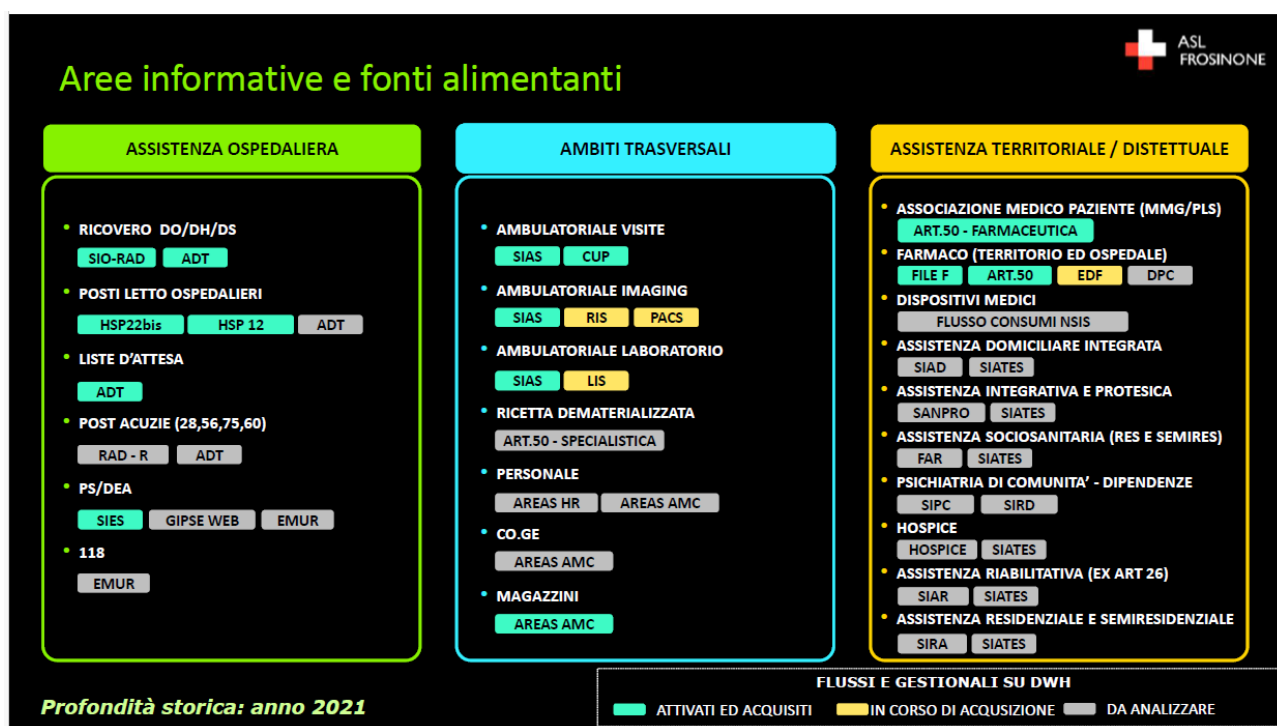 ASL
FROSINONE
Aree informative e fonti alimentanti
ASSISTENZA OSPEDALIERA
• RICOVERO DO/DH/DS
SIO-RAD ADT
• POSTI LETTO OSPEDALIERI
HSP22bis HSP 12 ADT
• LISTE D'ATTESA
ADT
• POST ACUZIE (28,56,75,60)
RAD - R ADT
• PS/DEA
SIES GIPSE WEB EMUR
• 118
EMUR
AMBITI TRASVERSALI
• AMBULATORIALE VISITE
SIAS CUP
• AMBULATORIALE IMAGING
SIAS RIS PACS
• AMBULATORIALE LABORATORIO
SIAS LIS
• RICETTA DEMATERIALIZZATA
ART.50 - SPECIALISTICA
• PERSONALE
AREAS HR AREAS AMC
• CO.GE
AREAS AMC
• MAGAZZINI
AREAS AMC
ASSISTENZA TERRITORIALE / DISTETTUALE
• ASSOCIAZIONE MEDICO PAZIENTE (MMG/PLS)
ART.50 - FARMACEUTICA
• FARMACO (TERRITORIO ED OSPEDALE)
FILE F ART.50 EDF DPC
• DISPOSITIVI MEDICI
FLUSSO CONSUMI NSIS
• ASSISTENZA DOMICILIARE INTEGRATA
SIAD SIATES
• ASSISTENZA INTEGRATIVA E PROTESICA
SANPRO SIATES
• ASSISTENZA SOCIOSANITARIA (RES E SEMIRES)
FAR SIATES
• PSICHIATRIA DI COMUNITA' - DIPENDENZE
SIPC SIRD
• HOSPICE
HOSPICE SIATES
• ASSISTENZA RIABILITATIVA (EX ART 26)
SIAR SIATES
• ASSISTENZA RESIDENZIALE E SEMIRESIDENZIALE
SIRA SIATES
Profondità storica: anno 2021
FLUSSI E GESTIONALI SU DWH
ATTIVATI ED ACQUISITI IN CORSO DI ACQUSIZIONE DA ANALIZZARE